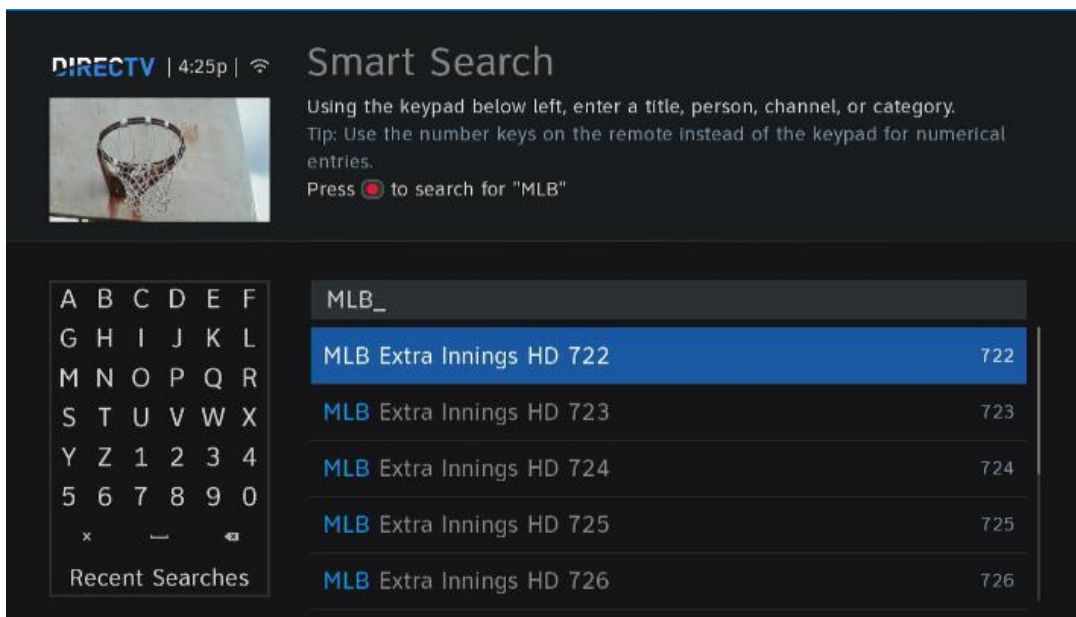 DIRECTV | 4:25p |
Smart Search
Using the keypad below left, enter a title, person, channel, or category.
Tip: Use the number keys on the remote instead of the keypad for numerical
entries.
Press to search for "MLB"
A B C D E F
G H I J K L
M N O P Q R
S T U V W X
Y Z 1 2 3 4
5 6 7 8 9 0
Recent Searches
MLB_
MLB Extra Innings HD 722 722
MLB Extra Innings HD 723 723
MLB Extra Innings HD 724 724
MLB Extra Innings HD 725 725
MLB Extra Innings HD 726 726